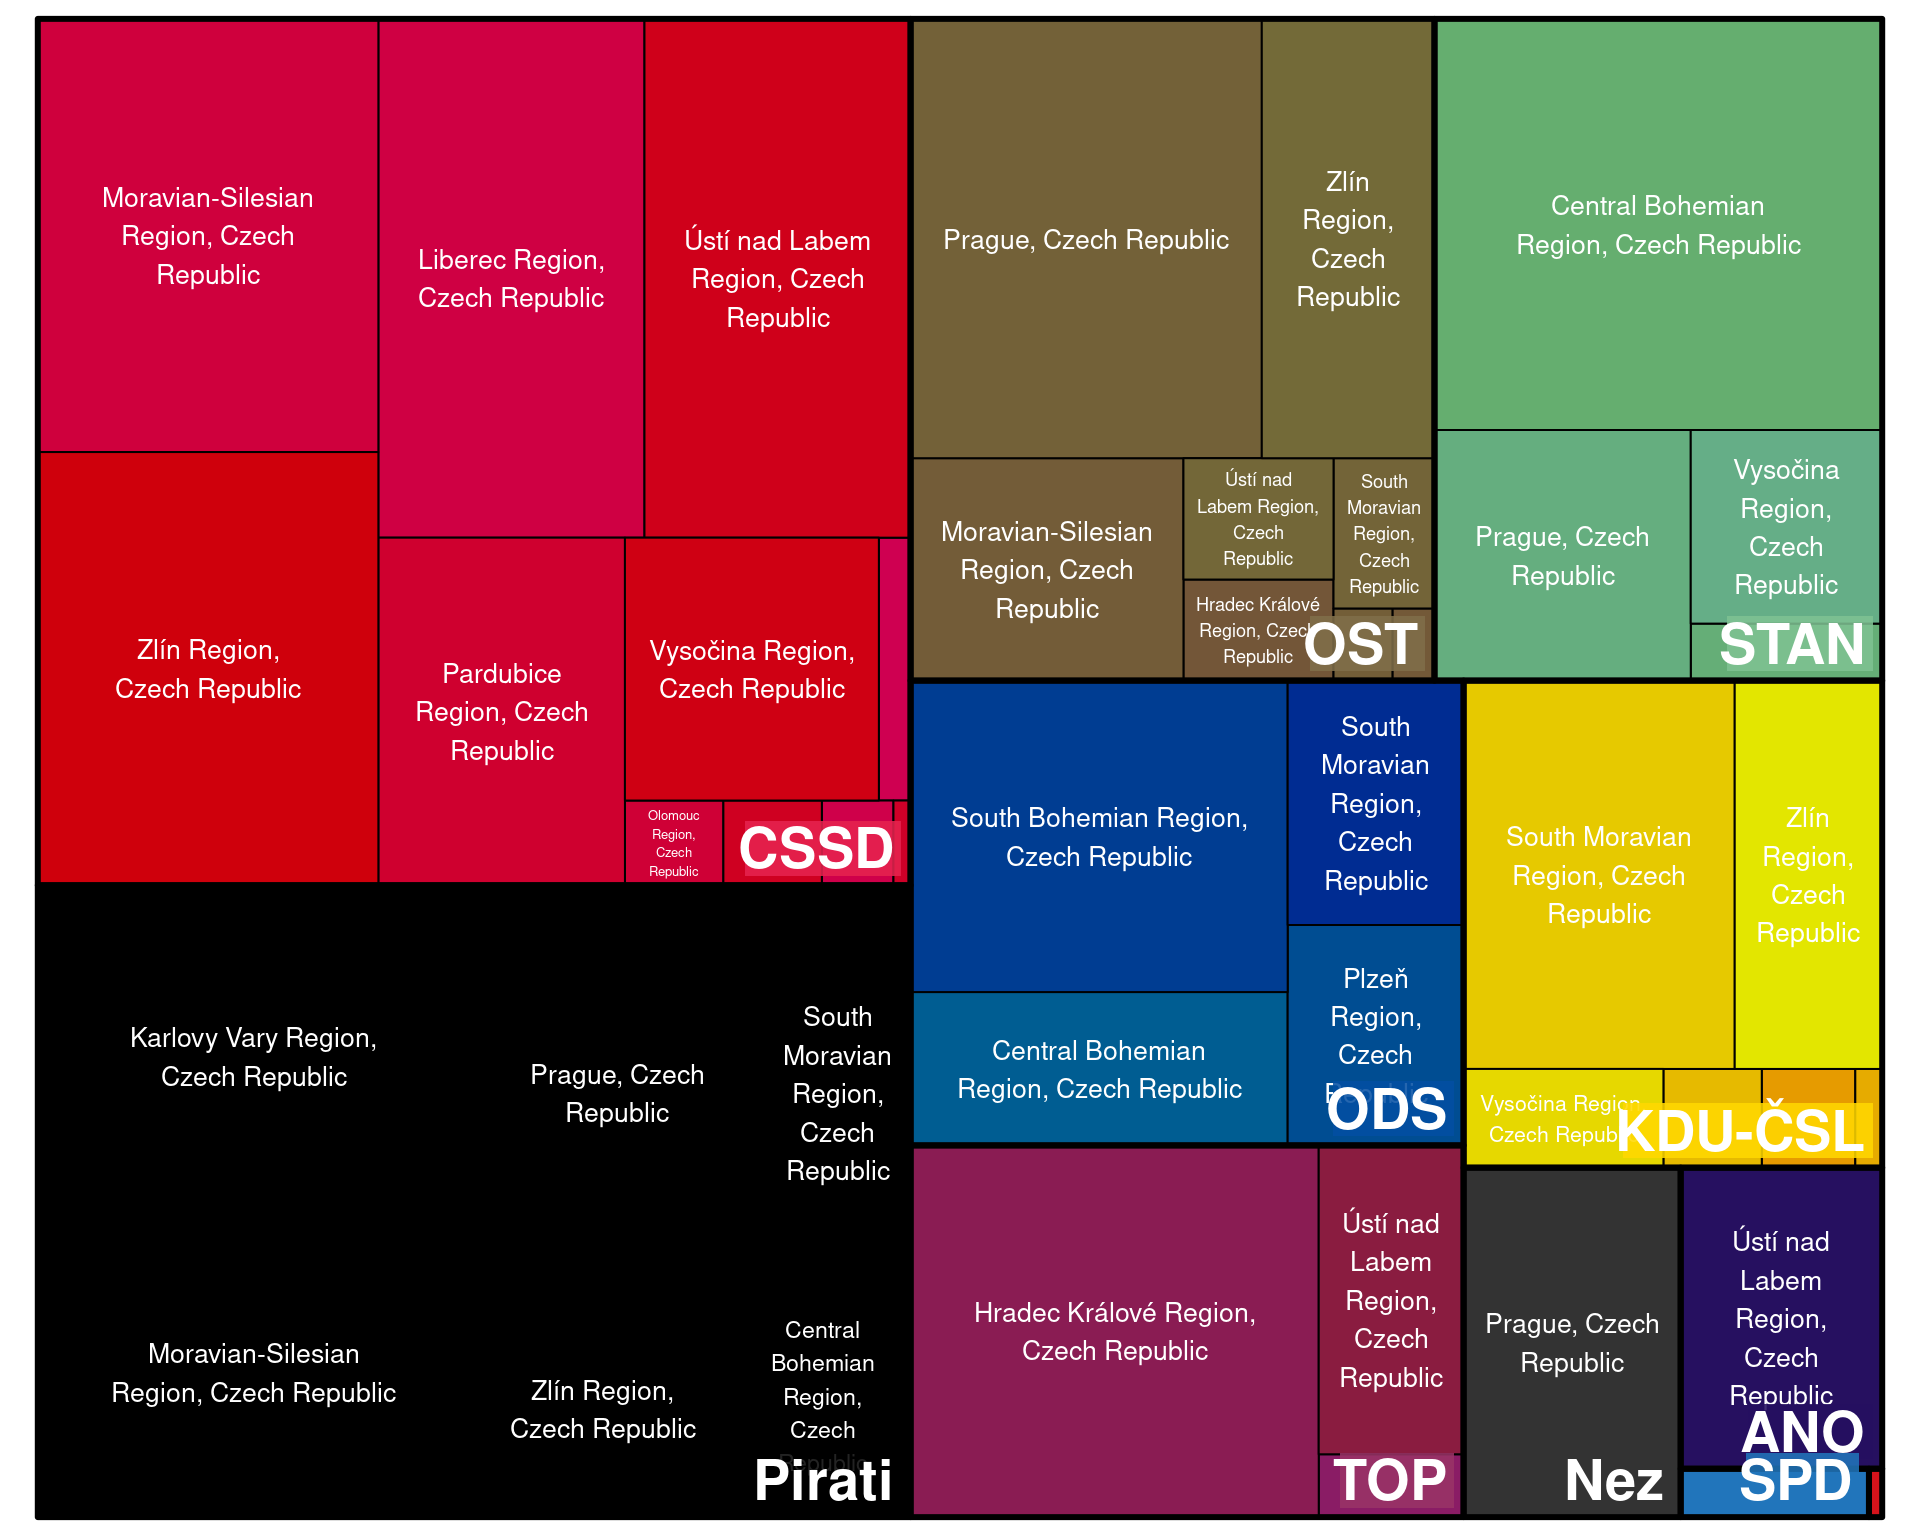 Moravian-Silesian
Region, Czech
Republic
Liberec Region,
Czech Republic
Ústí nad Labem
Region, Czech
Republic
Zlín Region,
Czech Republic
Pardubice
Region, Czech
Republic
Vysočina Region,
Czech Republic
Olomouc
Region,
Czech
Republic
CSSD
Prague, Czech Republic
Zlín
Region,
Czech
Republic
Moravian-Silesian
Region, Czech
Republic
Ústí nad
Labem Region,
Czech
Republic
South
Moravian
Region,
Czech
Republic
Hradec Králové
Region, Czech
Republic
OST
Central Bohemian
Region, Czech Republic
Prague, Czech
Republic
Vysočina
Region,
Czech
Republic
STAN
South Bohemian Region,
Czech Republic
South
Moravian
Region,
Czech
Republic
Central Bohemian
Region, Czech Republic
Plzeň
Region,
Czech
Republic
ODS
South Moravian
Region, Czech
Republic
Zlín
Region,
Czech
Republic
Vysočina Region,
Czech Republic
KDU-ČSL
Karlovy Vary Region,
Czech Republic
Prague, Czech
Republic
South
Moravian
Region,
Czech
Republic
Moravian-Silesian
Region, Czech Republic
Zlín Region,
Czech Republic
Central
Bohemian
Region,
Czech
Republic
Pirati
Hradec Králové Region,
Czech Republic
Ústí nad
Labem
Region,
Czech
Republic
TOP
Prague, Czech
Republic
Nez
Ústí nad
Labem
Region,
Czech
Republic
ANO
SPD